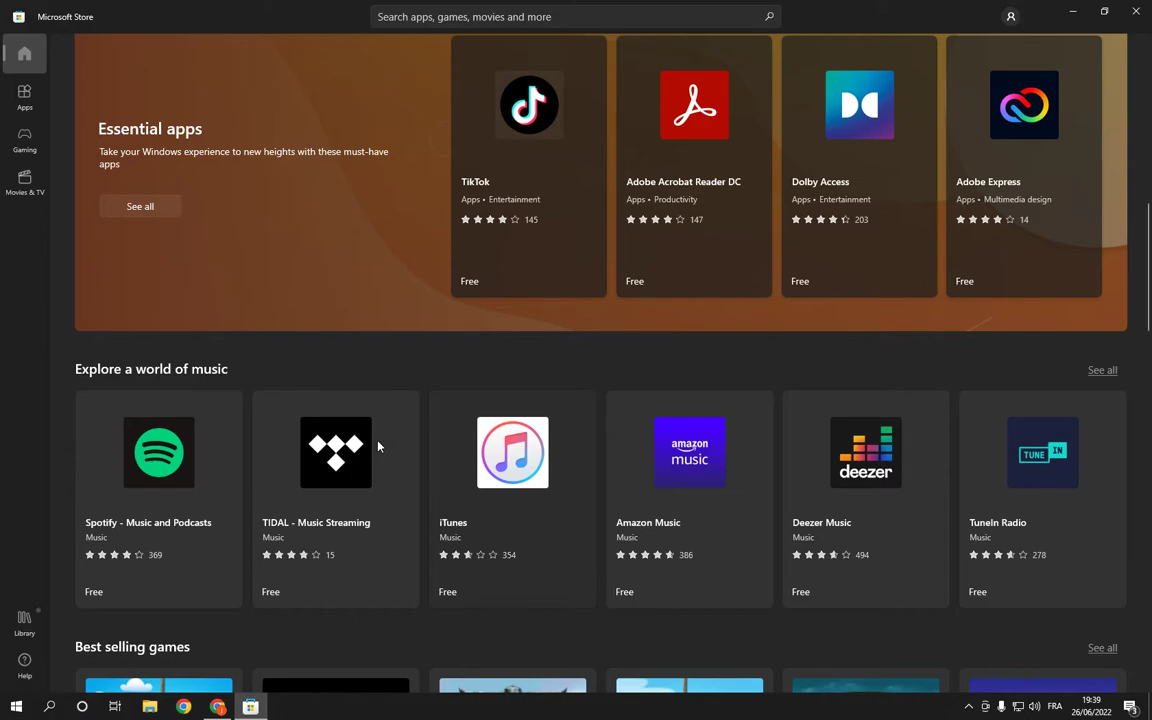 Microsoft Store
Search apps, games, movies and more
Apps
Gaming
Movies & TV
Library
Help
Essential apps
Take your Windows experience to new heights with these must-have
apps
See all
TikTok
Apps • Entertainment
145
Free
Adobe Acrobat Reader DC
Apps • Productivity
147
Free
Dolby Access
Apps • Entertainment
203
Free
Adobe Express
Apps • Multimedia design
14
Free
Explore a world of music
See all
Spotify - Music and Podcasts
Music
369
Free
TIDAL - Music Streaming
Music
15
Free
iTunes
Music
354
Free
amazon
music
Amazon Music
Music
386
Free
deezer
Deezer Music
Music
494
Free
TUNE IN
TuneIn Radio
Music
278
Free
Best selling games
See all
FRA
19:39
26/06/2022
3